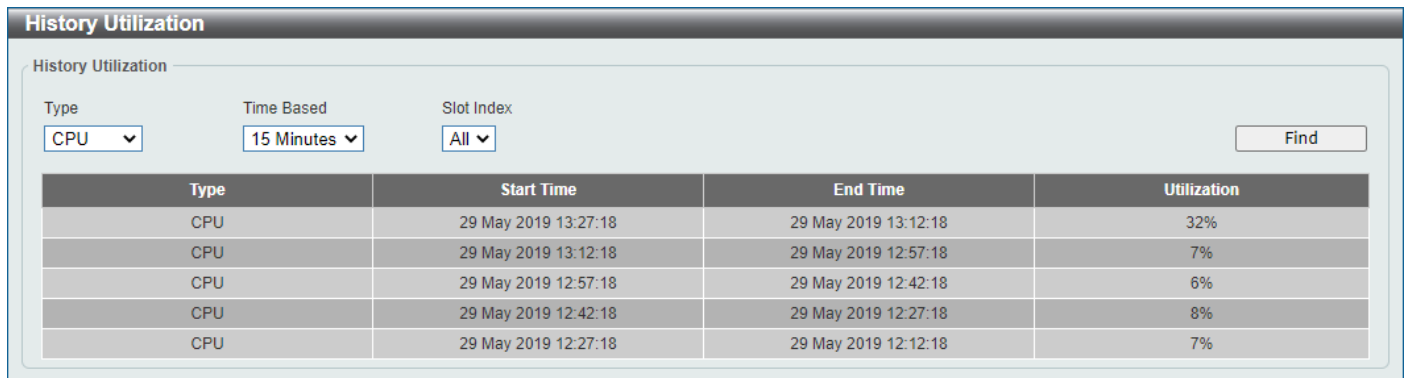 History Utilization
History Utilization
Type Time Based Slot Index
CPU 15 Minutes All Find
Type Start Time End Time Utilization
CPU 29 May 2019 13:27:18 29 May 2019 13:12:18 32%
CPU 29 May 2019 13:12:18 29 May 2019 12:57:18 7%
CPU 29 May 2019 12:57:18 29 May 2019 12:42:18 6%
CPU 29 May 2019 12:42:18 29 May 2019 12:27:18 8%
CPU 29 May 2019 12:27:18 29 May 2019 12:12:18 7%